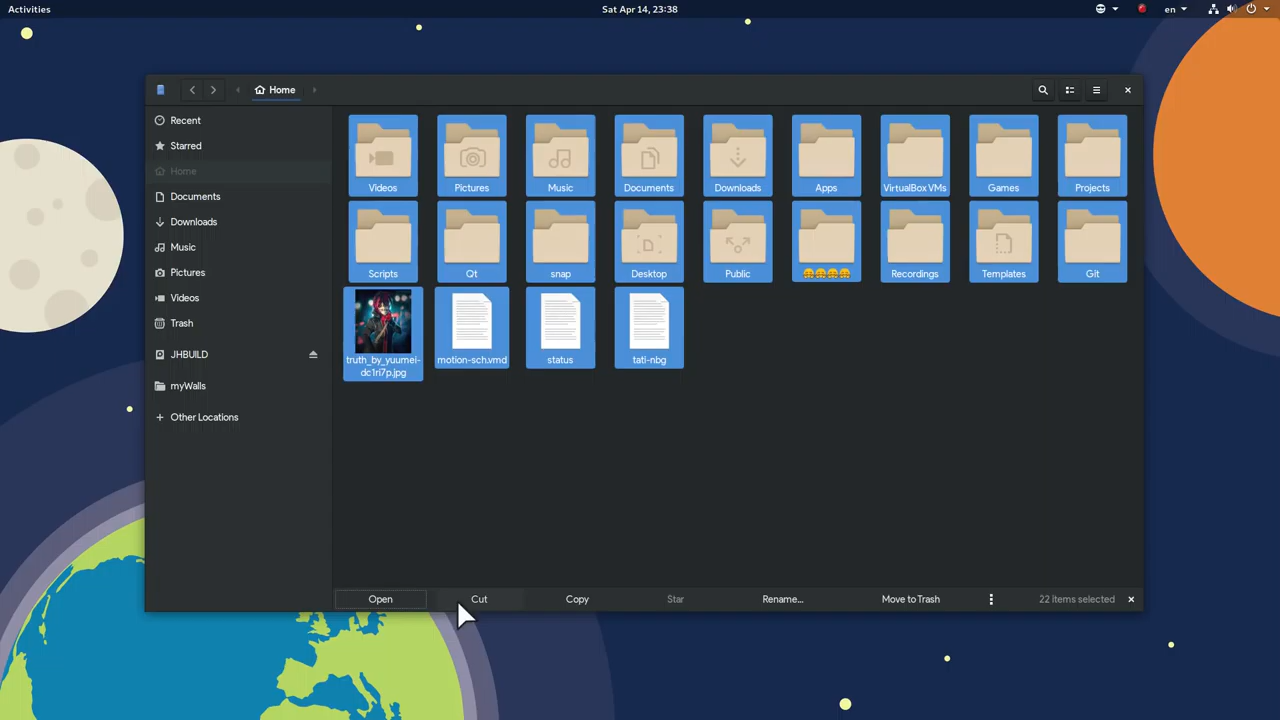 Activities
Sat Apr 14, 23:38
en
Home
Recent
Starred
Home
Documents
Downloads
Music
Pictures
Videos
Trash
JHBUILD
myWalls
Other Locations
Videos
Pictures
Music
Documents
Downloads
Apps
VirtualBox VMs
Games
Projects
Scripts
Qt
snap
Desktop
Public
Recordings
Templates
Git
truth_by_yuumei-
dc1ri7p.jpg
motion-sch.vmd
status
tati-nbg
Open
Cut
Copy
Star
Rename...
Move to Trash
22 items selected